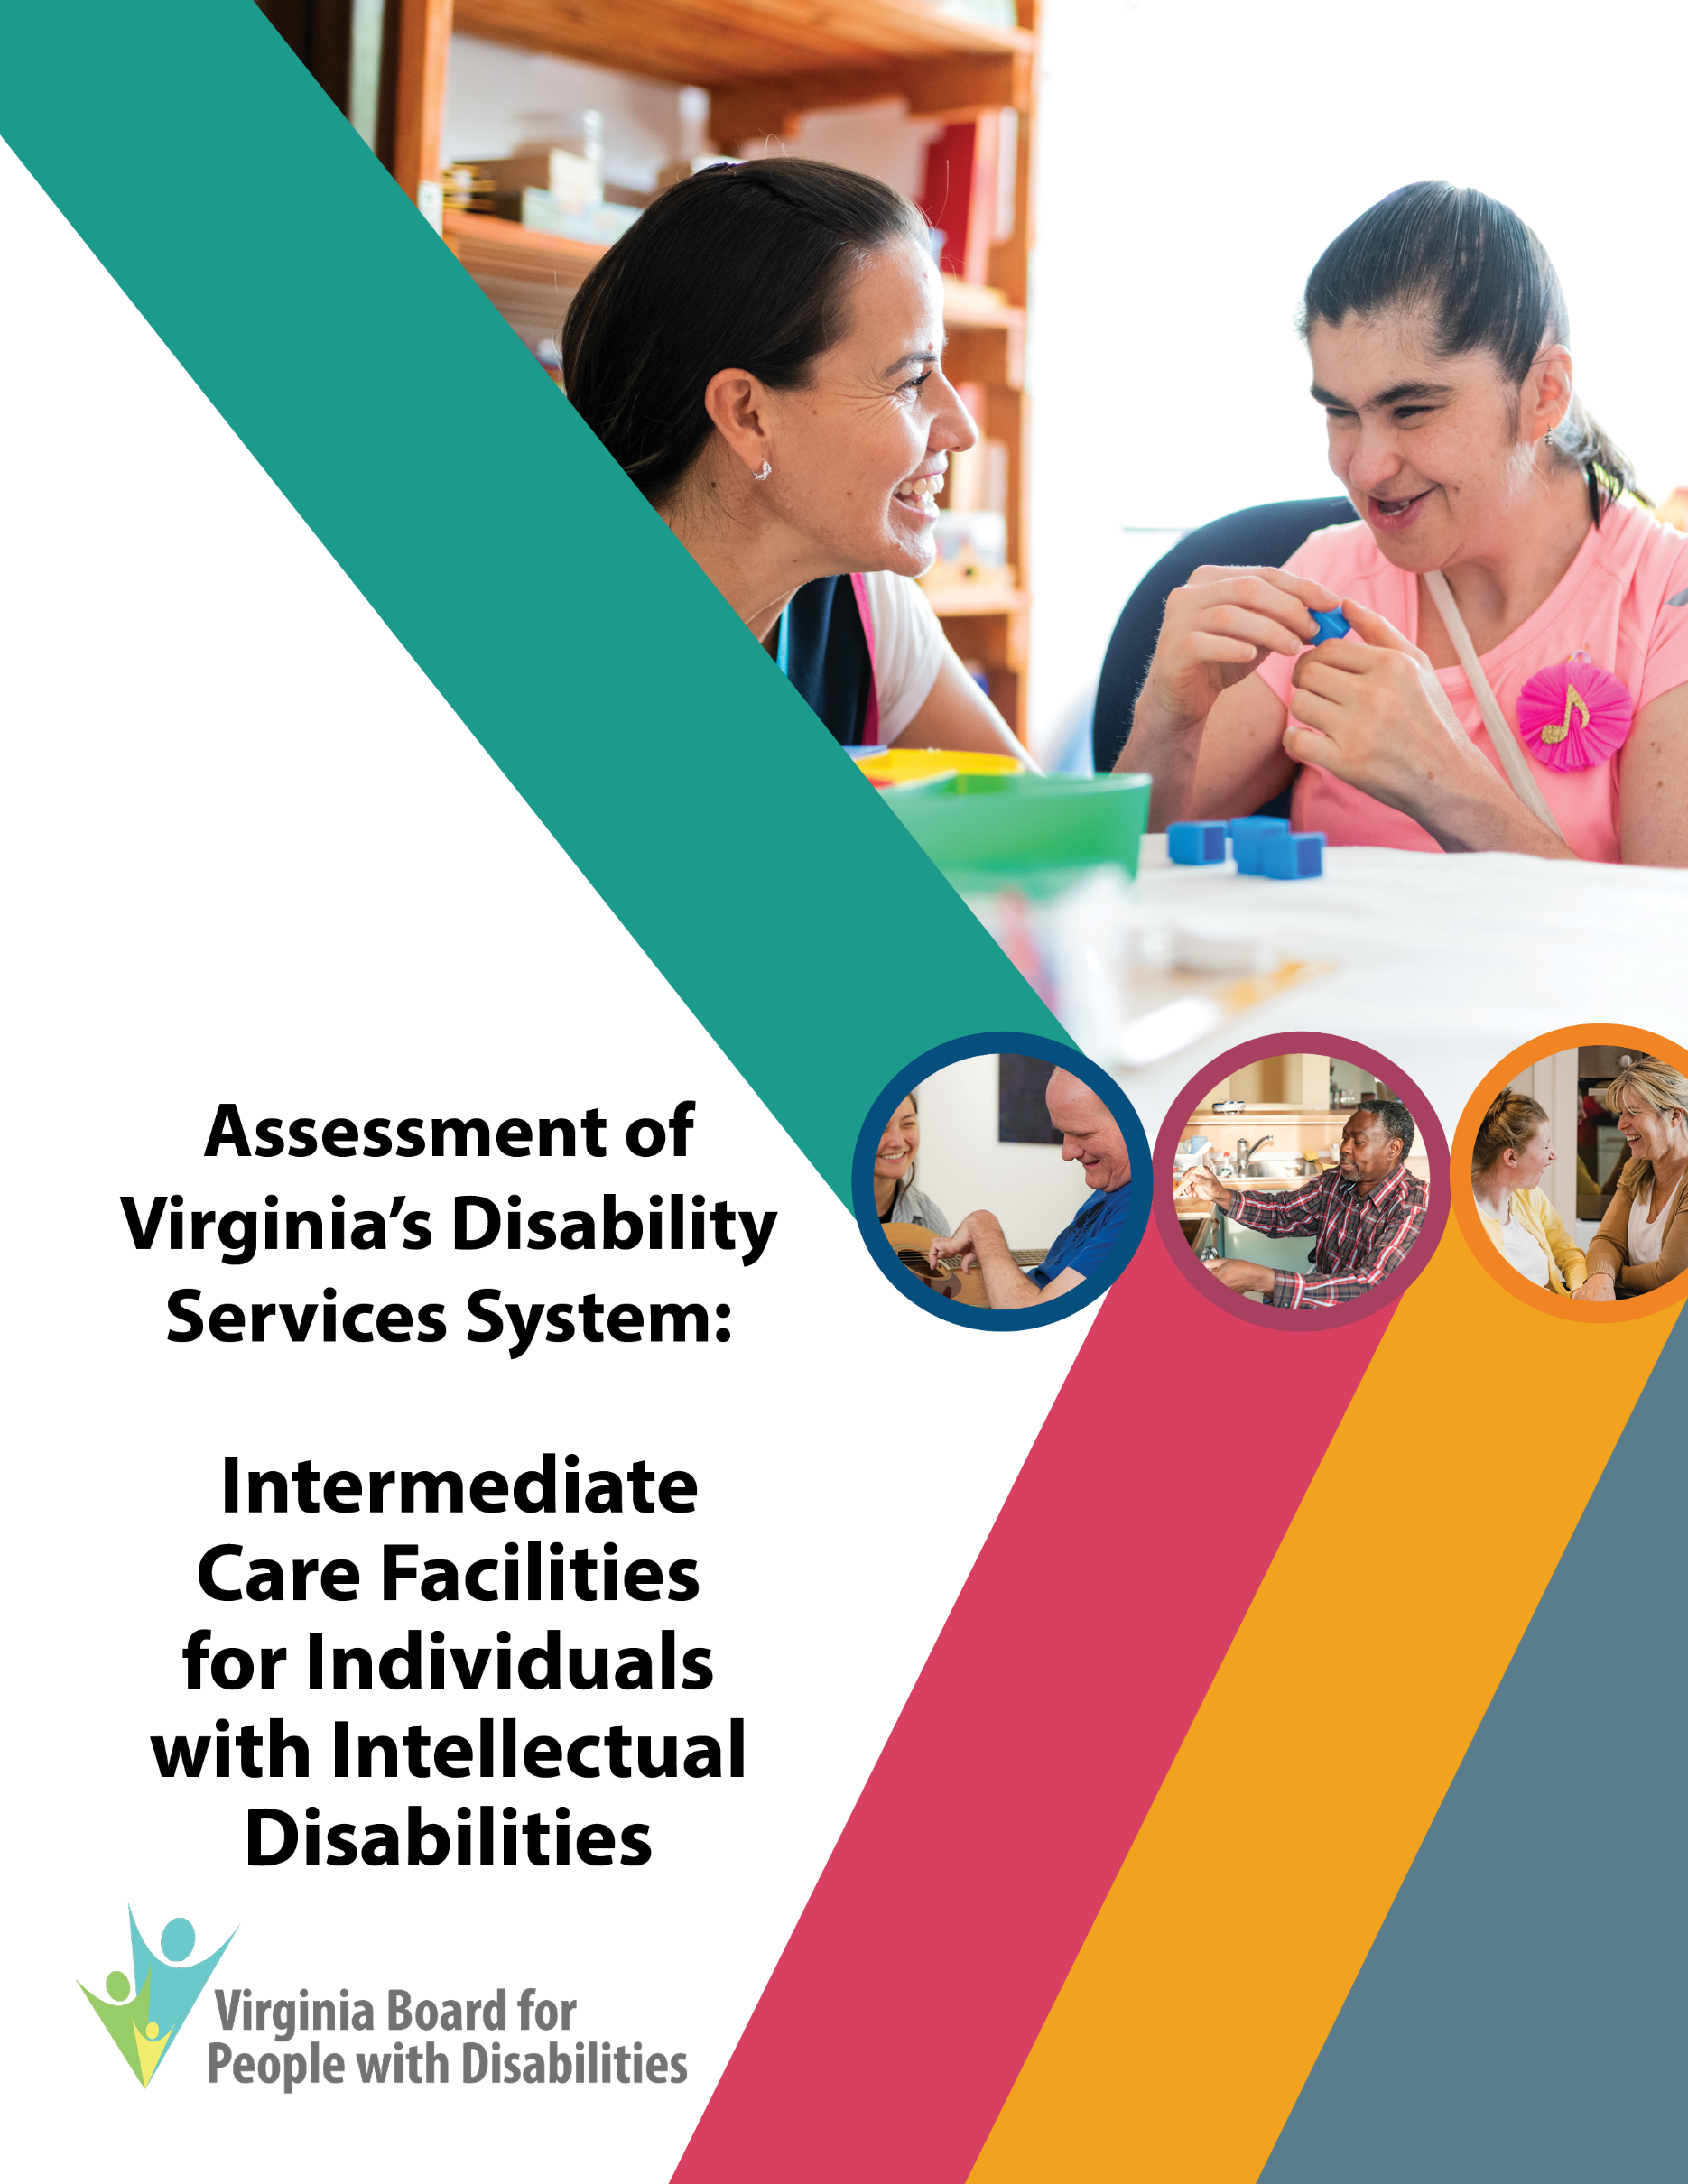 Assessment of
Virginia’s Disability
Services System:
Intermediate
Care Facilities
for Individuals
with Intellectual
Disabilities
Virginia Board for
People with Disabilities